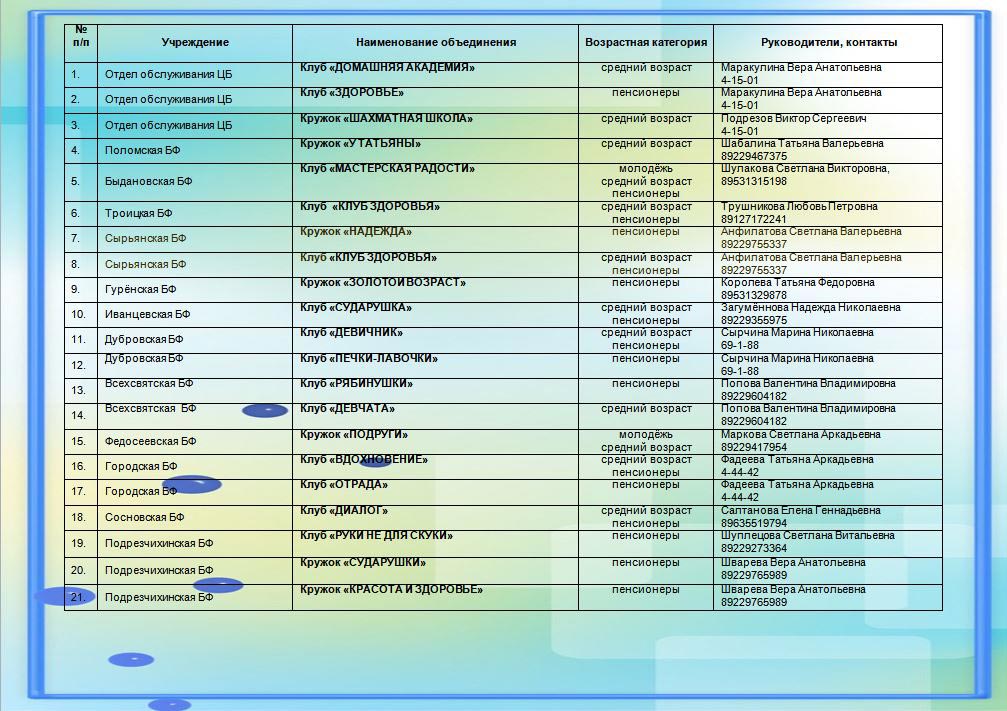 № п/п Учреждение Наименование объединения Возрастная категория Руководители, контакты
1. Отдел обслуживания ЦБ Клуб «ДОМАШНЯЯ АКАДЕМИЯ» средний возраст Маракулина Вера Анатольевна
4-15-01
2. Отдел обслуживания ЦБ Клуб «ЗДОРОВЬЕ» пенсионеры Маракулина Вера Анатольевна
4-15-01
3. Отдел обслуживания ЦБ Кружок «ШАХМАТНАЯ ШКОЛА» средний возраст Подрезов Виктор Сергеевич
4-15-01
4. Поломская БФ Кружок «У ТАТЬЯНЫ» средний возраст Шабалина Татьяна Валерьевна
89229467375
5. Быдановская БФ Клуб «МАСТЕРСКАЯ РАДОСТИ» молодёжь Шулакова Светлана Викторовна,
средний возраст 89531315198
пенсионеры
6. Троицкая БФ Клуб «КЛУБ ЗДОРОВЬЯ» средний возраст Трушникова Любовь Петровна
пенсионеры 89127172241
7. Сырьянская БФ Кружок «НАДЕЖДА» пенсионеры Анфилатова Светлана Валерьевна
89229755337
8. Сырьянская БФ Клуб «КЛУБ ЗДОРОВЬЯ» средний возраст Анфилатова Светлана Валерьевна
пенсионеры 89229755337
9. Гурёнская БФ Кружок «ЗОЛОТОЙ ВОЗРАСТ» пенсионеры Королева Татьяна Федоровна
89531329878
10. Иванцевская БФ Клуб «СУДАРУШКА» средний возраст Загумённова Надежда Николаевна
пенсионеры 89229355975
11. Дубровская БФ Клуб «ДЕВИЧНИК» средний возраст Сырчина Марина Николаевна
пенсионеры 69-1-88
12. Дубровская БФ Клуб «ПЕЧКИ-ЛАВОЧКИ» пенсионеры Сырчина Марина Николаевна
69-1-88
13. Всехсвятская БФ Клуб «РЯБИНУШКИ» пенсионеры Попова Валентина Владимировна
89229604182
14. Всехсвятская БФ Клуб «ДЕВЧАТА» средний возраст Попова Валентина Владимировна
89229604182
15. Федосеевская БФ Кружок «ПОДРУГИ» молодёжь Маркова Светлана Аркадьевна
средний возраст 89229417954
16. Городская БФ Клуб «ВДОХНОВЕНИЕ» средний возраст Фадеева Татьяна Аркадьевна
пенсионеры 4-44-42
17. Городская БФ Клуб «ОТРАДА» пенсионеры Фадеева Татьяна Аркадьевна
4-44-42
18. Сосновская БФ Клуб «ДИАЛОГ» средний возраст Салтанова Елена Геннадьевна
пенсионеры 89635519794
19. Подрезчихинская БФ Клуб «РУКИ НЕ ДЛЯ СКУКИ» пенсионеры Шуплецова Светлана Витальевна
89229273364
20. Подрезчихинская БФ Кружок «СУДАРУШКИ» пенсионеры Шварева Вера Анатольевна
89229765989
21. Подрезчихинская БФ Кружок «КРАСОТА И ЗДОРОВЬЕ» пенсионеры Шварева Вера Анатольевна
89229765989